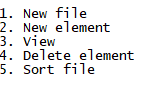 1. New file
2. New element
3. View
4. Delete element
5. Sort file